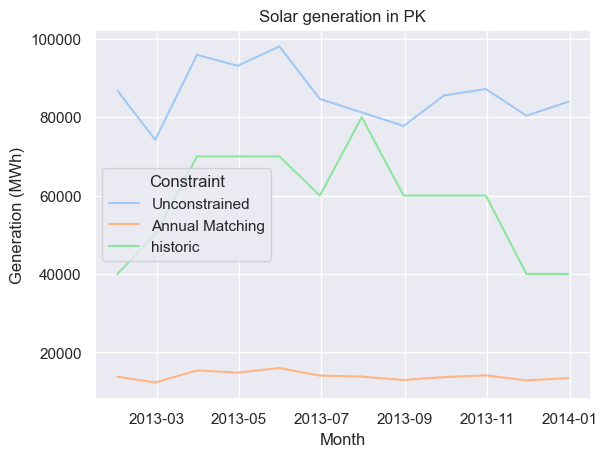 Solar generation in PK
Generation (MWh)
100000
80000
60000
40000
20000
Constraint
Unconstrained
Annual Matching
historic
2013-03 2013-05 2013-07 2013-09 2013-11 2014-01
Month